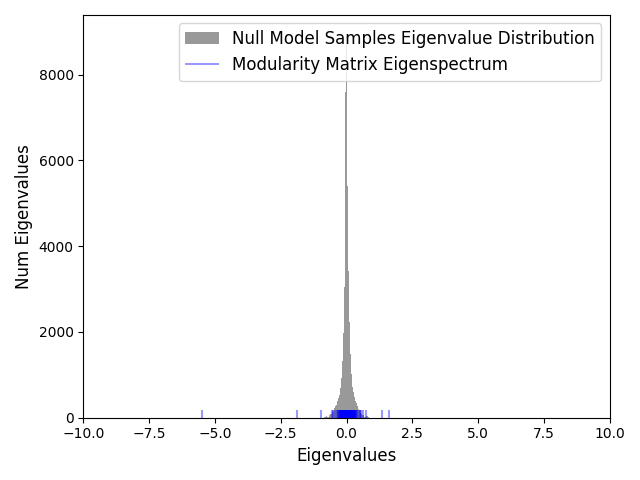 Null Model Samples Eigenvalue Distribution
Modularity Matrix Eigenspectrum
8000
6000
4000
2000
0
Num Eigenvalues
−10.0 −7.5 −5.0 −2.5 0.0 2.5 5.0 7.5 10.0
Eigenvalues